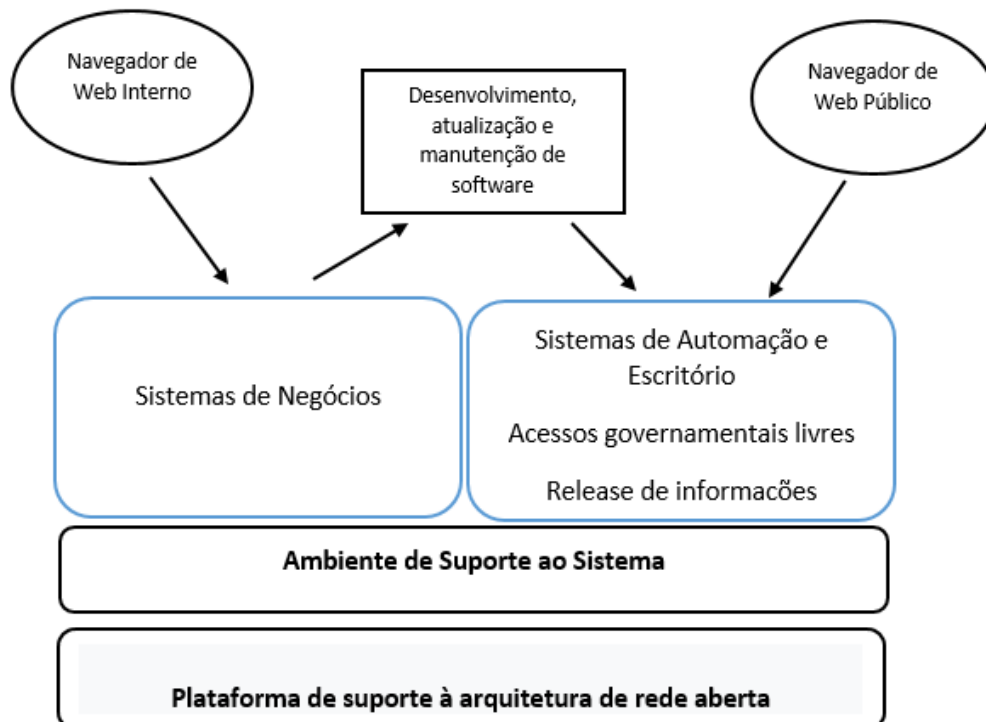 Navegador de
Web Interno
Desenvolvimento,
atualização e
manutenção de
software
Navegador de
Web Público
Sistemas de Negócios
Sistemas de Automação e
Escritório
Acessos governamentais livres
Release de informacões
Ambiente de Suporte ao Sistema
Plataforma de suporte à arquitetura de rede aberta